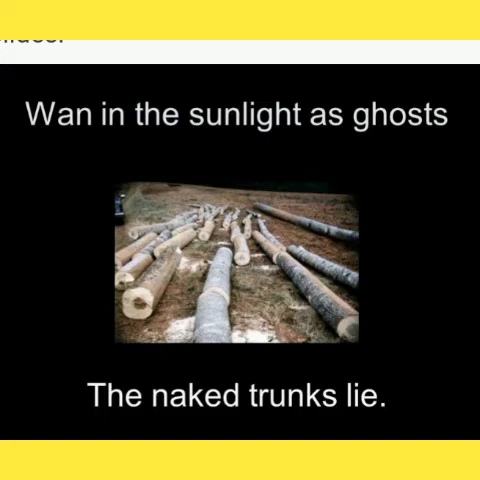 Wan in the sunlight as ghosts
The naked trunks lie.